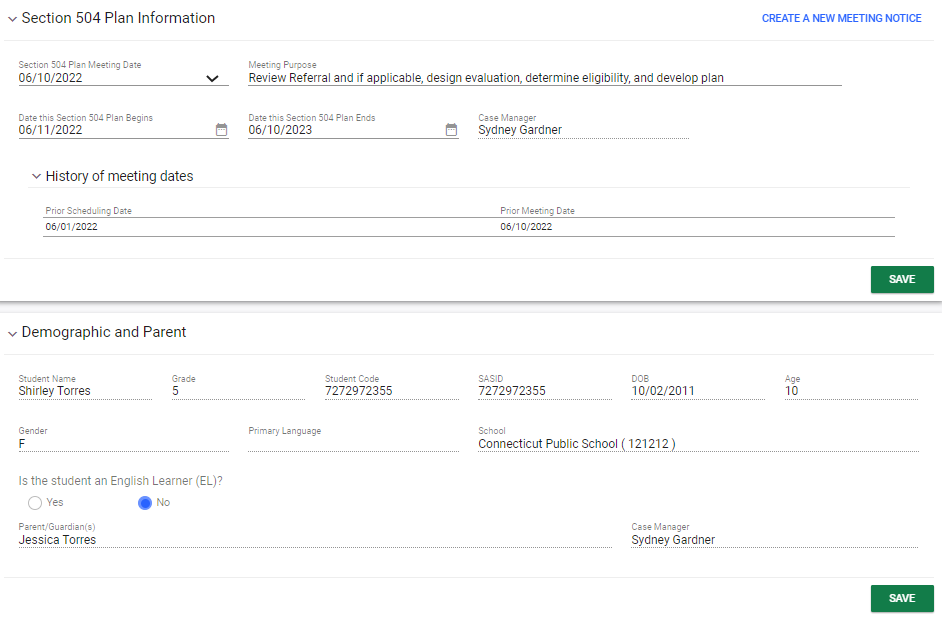 Section 504 Plan Information
CREATE A NEW MEETING NOTICE
Section 504 Plan Meeting Date
06/10/2022
Meeting Purpose
Review Referral and if applicable, design evaluation, determine eligibility, and develop plan
Date this Section 504 Plan Begins
06/11/2022
Date this Section 504 Plan Ends
06/10/2023
Case Manager
Sydney Gardner
History of meeting dates
Prior Scheduling Date
Prior Meeting Date
06/01/2022
06/10/2022
SAVE
Demographic and Parent
Student Name
Shirley Torres
Grade
5
Student Code
7272972355
SASID
7272972355
DOB
10/02/2011
Age
10
Gender
F
Primary Language
School
Connecticut Public School ( 121212 )
Is the student an English Learner (EL)?
Yes
No
Parent/Guardian(s)
Jessica Torres
Case Manager
Sydney Gardner
SAVE